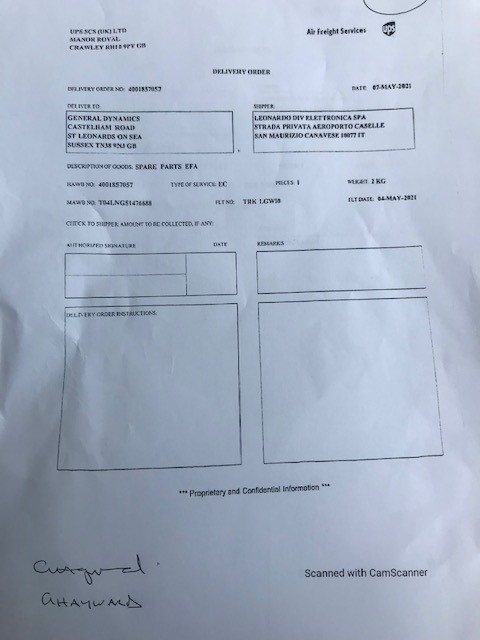 UPS SCS (UK) LTD
MANOR ROYAL
CRAWLEY RH10 9PY GB
Air Freight Services
ups
DELIVERY ORDER
DELIVERY ORDER NO: 4001857057
DATE 07-MAY-2021
DELIVER TO:
GENERAL DYNAMICS
CASTELHAM ROAD
ST LEONARDS ON SEA
SUSSEX TN38 9NJ GB
SHIPPER:
LEONARDO DIV ELETTRONICA SPA
STRADA PRIVATA AEROPORTO CASELLE
SAN MAURIZIO CANAVESE 10077 IT
DESCRIPTION OF GOODS: SPARE PARTS EFA
HAWB NO: 4001857057 TYPE OF SERVICE: EC PIECES: 1 WEIGHT: 2 KG
MAWB NO: T04LNGS1476688 FLT NO: TRK LGW10 FLT DATE: 04-MAY-2021
CHECK TO SHIPPER AMOUNT TO BE COLLECTED, IF ANY:
AUTHORIZED SIGNATURE DATE
REMARKS
DELIVERY ORDER INSTRUCTIONS:
*** Proprietary and Confidential Information ***
GHAYWARD
Scanned with CamScanner